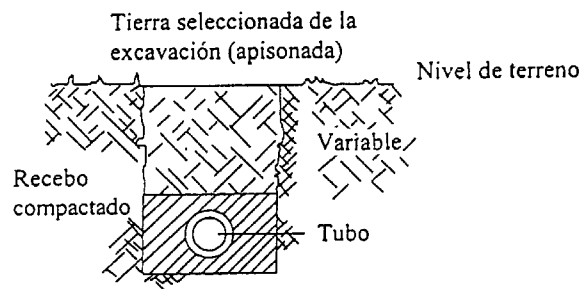 Tierra seleccionada de la
excavación (apisonada)
Nivel de terreno
Variable
Recebo
compactado
Tubo